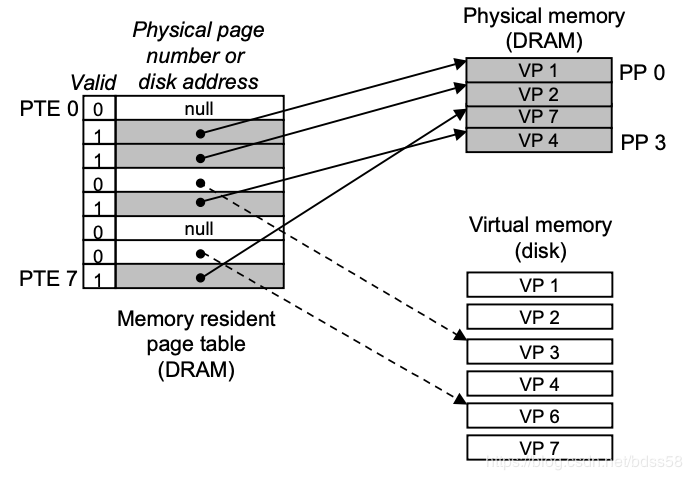 Physical page
number or
disk address
Valid
PTE 0
0
null
1
1
0
1
0
null
0
PTE 7
1
Memory resident
page table
(DRAM)
Physical memory
(DRAM)
VP 1
PP 0
VP 2
VP 7
VP 4
PP 3
Virtual memory
(disk)
VP 1
VP 2
VP 3
VP 4
VP 6
VP 7
https://blog.csdn.net/bdss58